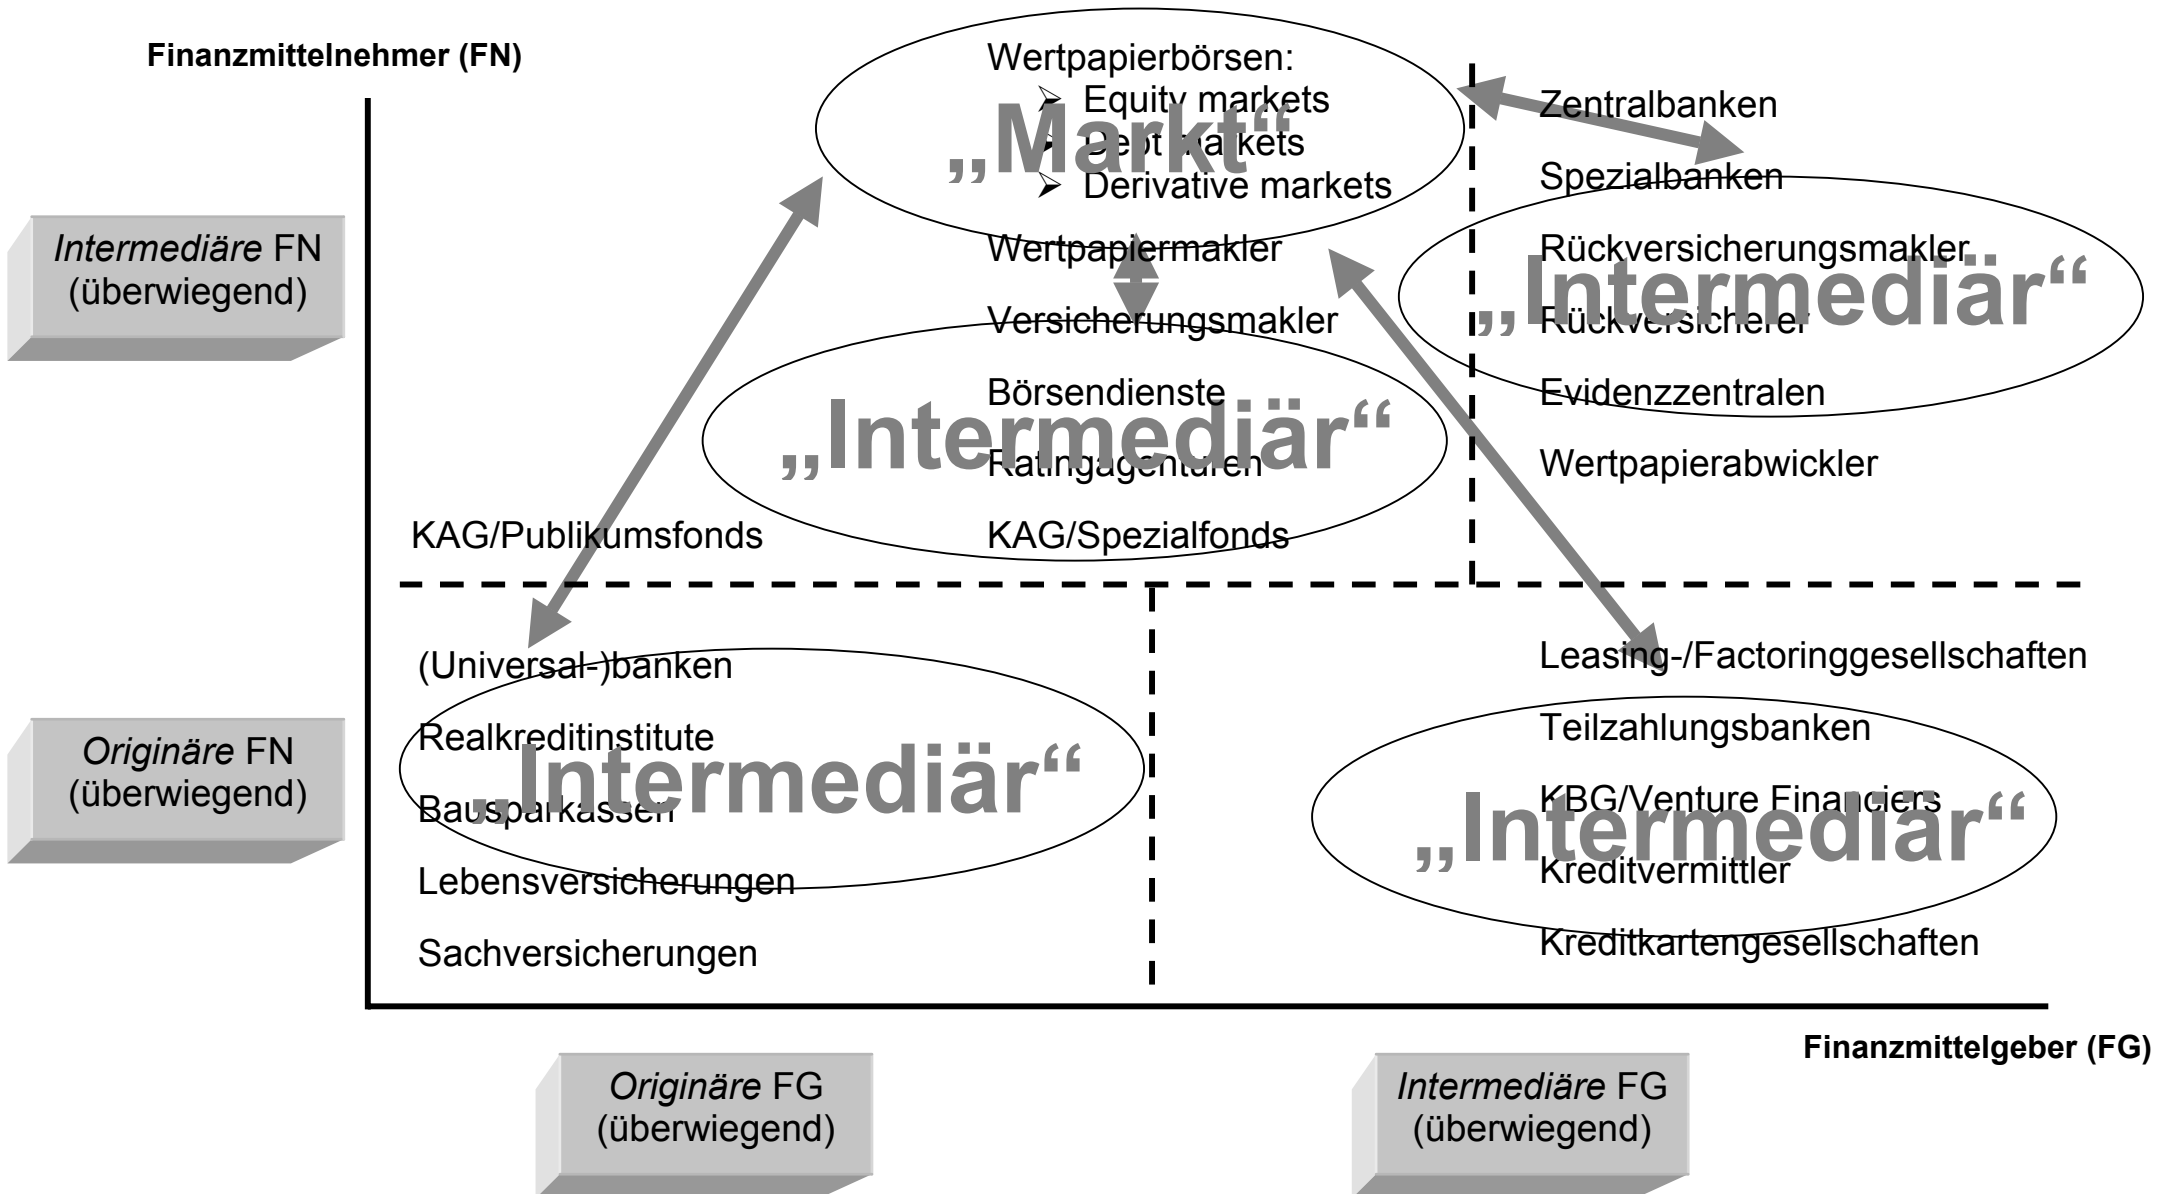 Finanzmittelnehmer (FN)
Wertpapierbörsen:
Equity markets
Debt markets
Derivative markets
„Markt“
Wertpapiermakler
Versicherungsmakler
Börsendienste
Ratingagenturen
KAG/Spezialfonds
„Intermediär“
KAG/Publikumsfonds
Zentralbanken
Spezialbanken
Rückversicherungsmakler
Rückversicherer
Evidenzzentralen
Wertpapierabwickler
„Intermediär“
Intermediäre FN
(überwiegend)
Originäre FN
(überwiegend)
(Universal-)banken
Realkreditinstitute
Bausparkassen
Lebensversicherungen
Sachversicherungen
„Intermediär“
Leasing-/Factoringgesellschaften
Teilzahlungsbanken
KBG/Venture Financiers
Kreditvermittler
Kreditkartengesellschaften
„Intermediär“
Finanzmittelgeber (FG)
Originäre FG
(überwiegend)
Intermediäre FG
(überwiegend)